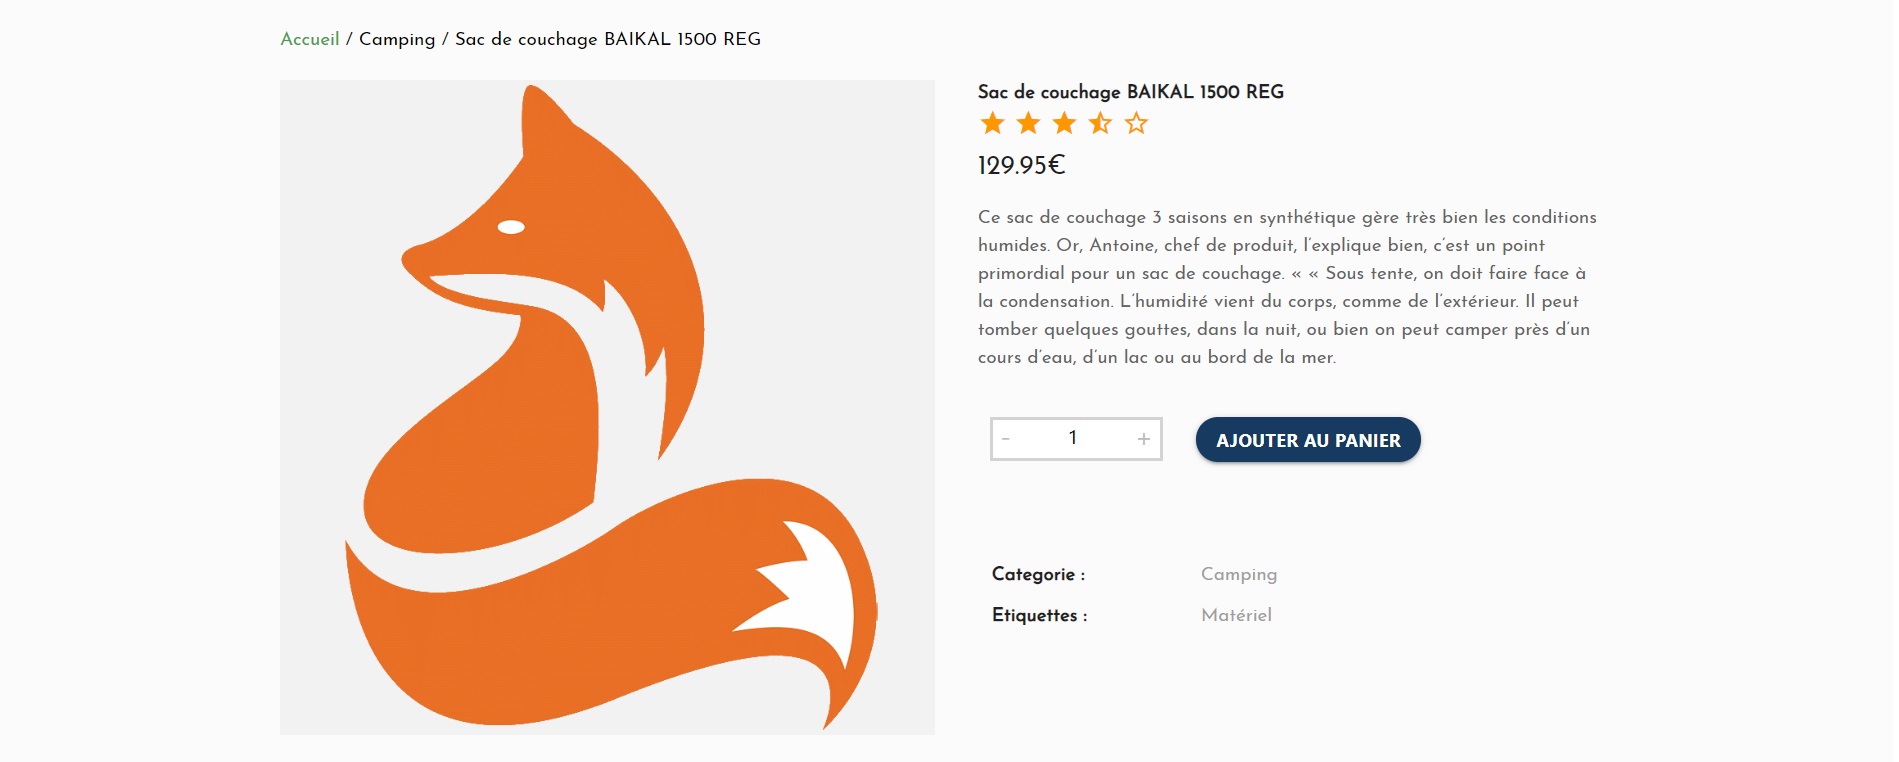 Accueil / Camping / Sac de couchage BAIKAL 1500 REG
Sac de couchage BAIKAL 1500 REG
129.95€
Ce sac de couchage 3 saisons en synthétique gère très bien les conditions
humides. Or, Antoine, chef de produit, l’explique bien, c’est un point
primordial pour un sac de couchage. « « Sous tente, on doit faire face à
la condensation. L’humidité vient du corps, comme de l’extérieur. Il peut
tomber quelques gouttes, dans la nuit, ou bien on peut camper près d’un
cours d’eau, d’un lac ou au bord de la mer.
- 1 + AJOUTER AU PANIER
Categorie : Camping
Etiquettes : Matériel